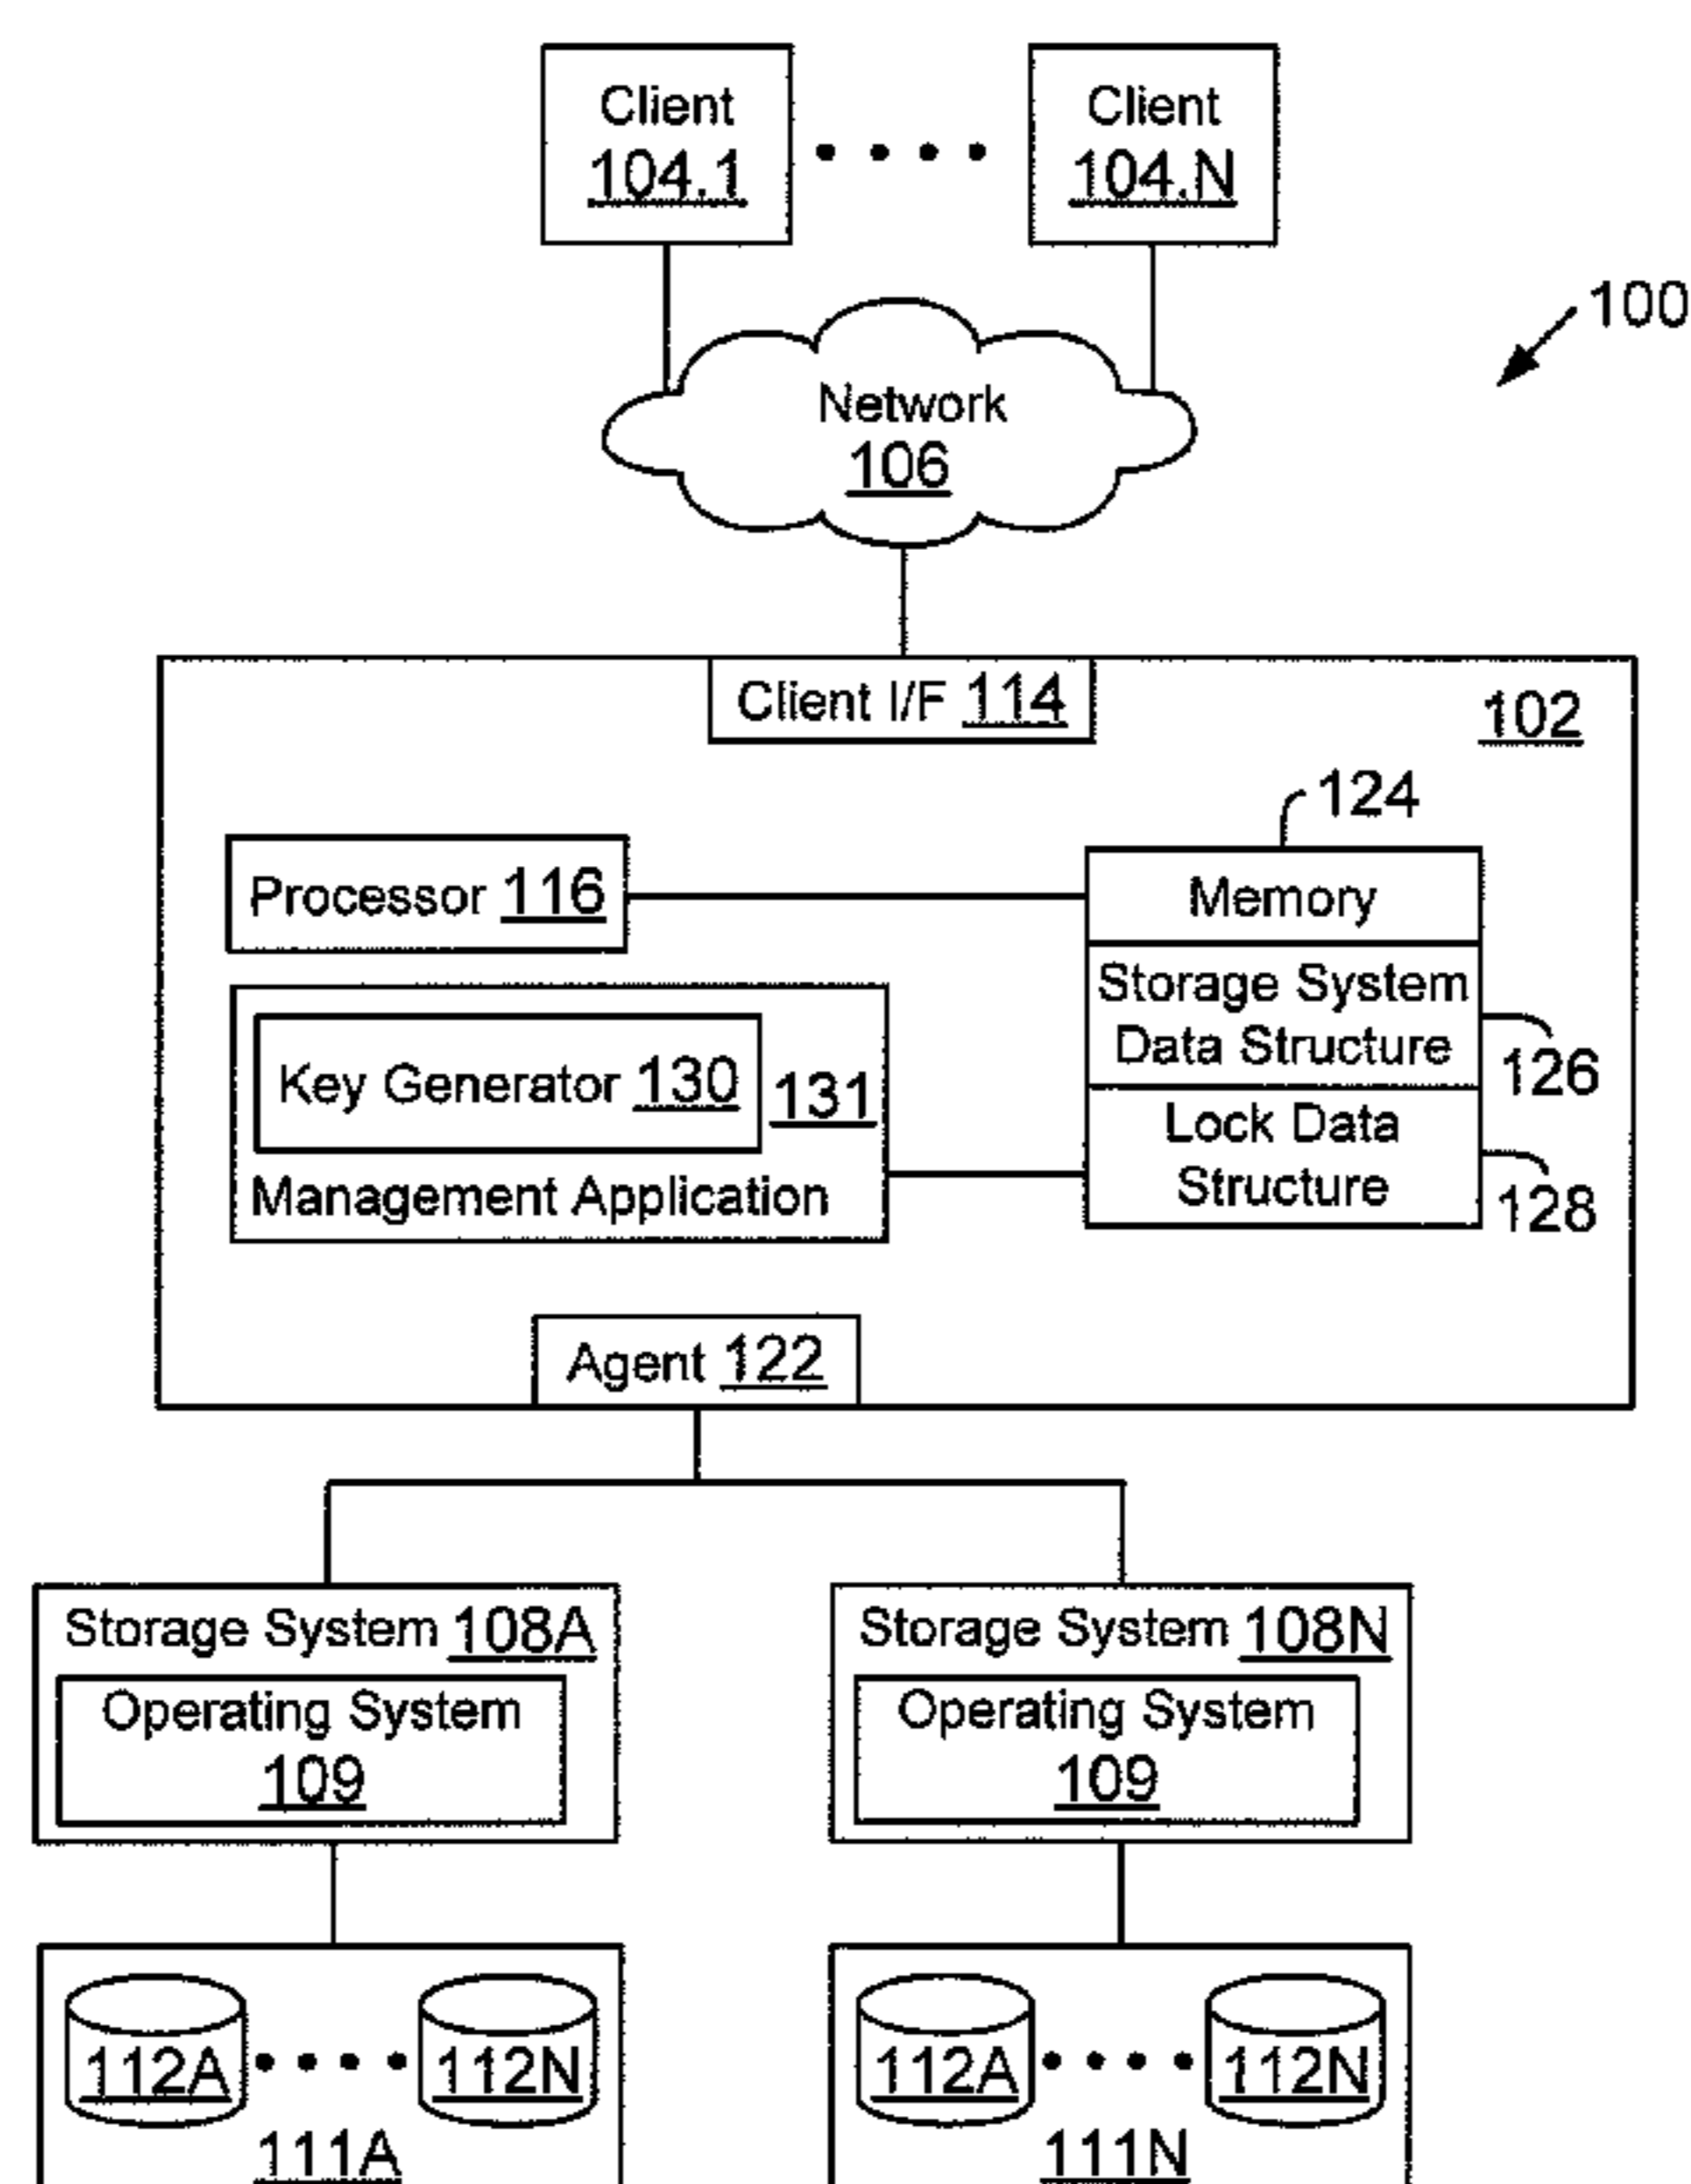 Client
104.1
Client
104.N
100
Network
106
Client I/F 114
102
124
Processor 116
Memory
Storage System
Data Structure
126
Key Generator 130
131
Management Application
Lock Data
Structure
128
Agent 122
Storage System 108A
Operating System
109
Storage System 108N
Operating System
109
112A
112N
111A
112A
112N
111N